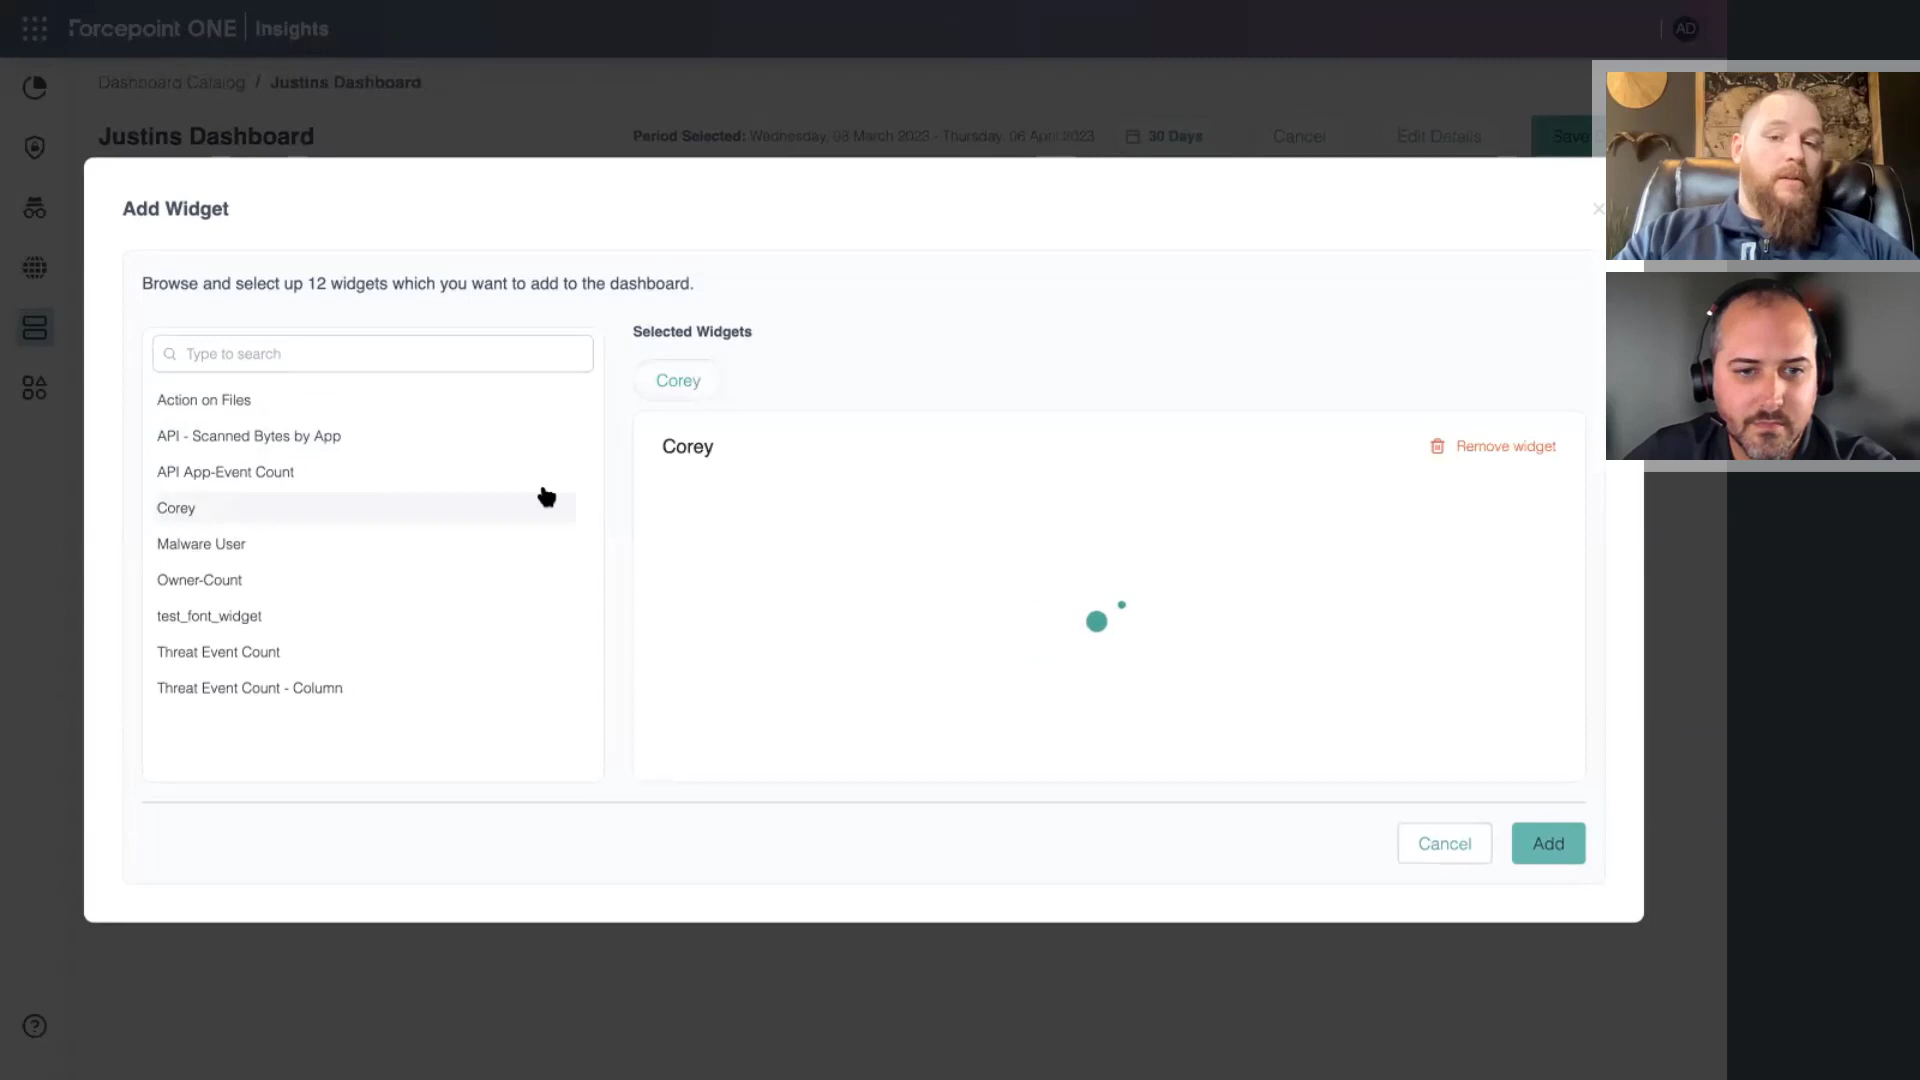 Forcepoint ONE | Insights
AD
Dashboard Catalog / Justins Dashboard
Justins Dashboard
Period Selected: Wednesday, 08 March 2023 - Thursday, 06 April 2023
30 Days
Cancel
Edit Details
Save
Add Widget
Browse and select up 12 widgets which you want to add to the dashboard.
Type to search
Action on Files
API - Scanned Bytes by App
API App-Event Count
Corey
Malware User
Owner-Count
test_font_widget
Threat Event Count
Threat Event Count - Column
Selected Widgets
Corey
Corey
Remove widget
Cancel
Add